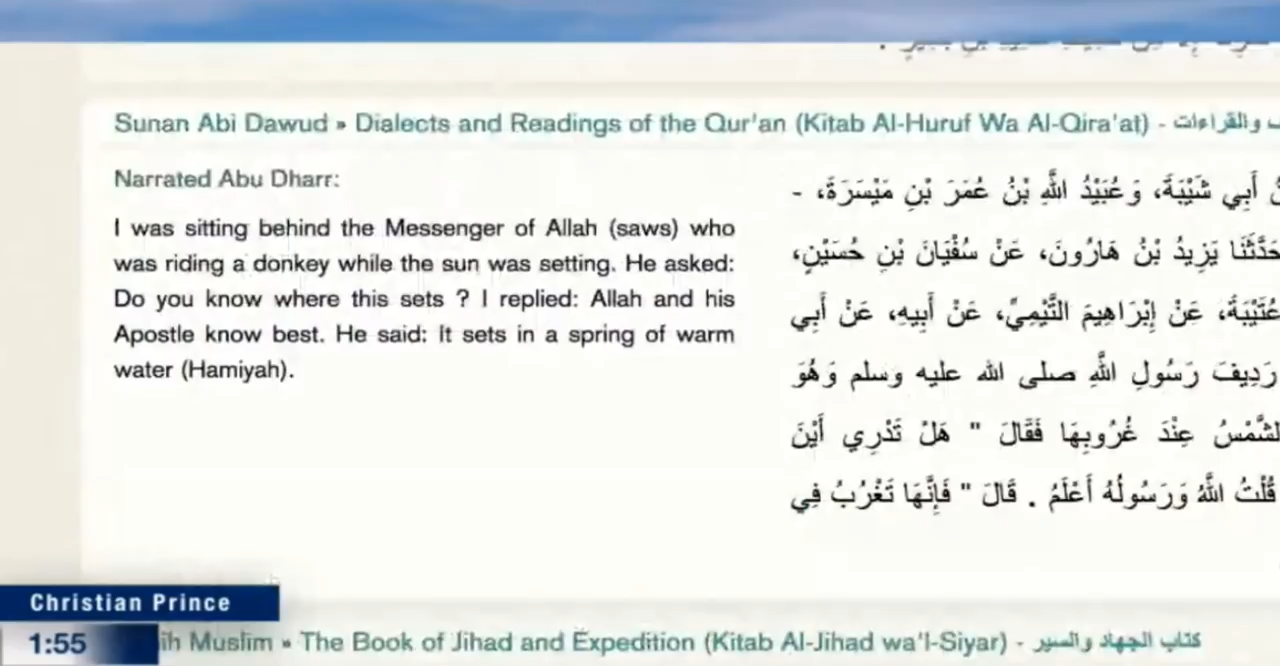 Sunan Abi Dawud » Dialects and Readings of the Qur'an (Kitab Al-Huruf Wa Al-Qira'at) - والقراءات
Narrated Abu Dharr:
I was sitting behind the Messenger of Allah (saws) who
was riding a donkey while the sun was setting. He asked:
Do you know where this sets ? I replied: Allah and his
Apostle know best. He said: It sets in a spring of warm
water (Hamiyah).
أَبِي شَيْبَةَ، وَعُبَيْدُ اللَّهِ بْنُ عُمَرَ بْنِ مَيْسَرَةَ، -
حَدَّثَنَا يَزِيدُ بْنُ هَارُونَ، عَنْ سُفْيَانَ بْنِ حُسَيْنٍ،
عُتَيْبَةَ، عَنْ إِبْرَاهِيمَ التَّيْمِيِّ، عَنْ أَبِيهِ، عَنْ أَبِي
رَدِيفَ رَسُولِ اللَّهِ صلى الله عليه وسلم وَهُوَ
الشَّمْسُ عِنْدَ غُرُوبِهَا فَقَالَ " هَلْ تَدْرِي أَيْنَ
قُلْتُ اللَّهُ وَرَسُولُهُ أَعْلَمُ . قَالَ " فَإِنَّهَا تَغْرُبُ فِي
Christian Prince
1:55
ih Muslim » The Book of Jihad and Expedition (Kitab Al-Jihad wa'l-Siyar) - كتاب الجهاد والسير